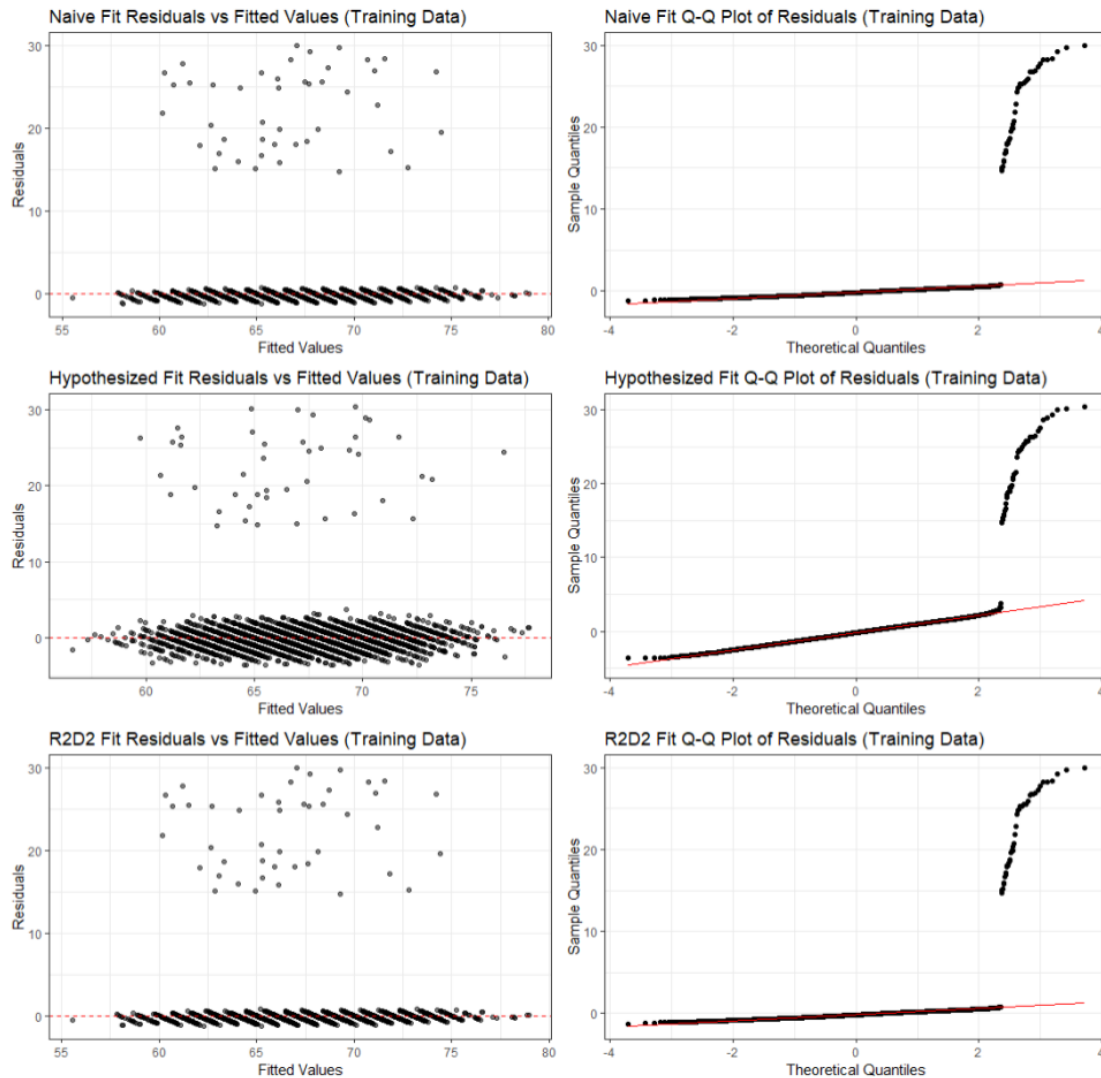 Naive Fit Residuals vs Fitted Values (Training Data)
30
20
10
0
Residuals
55 60 65 70 75 80
Fitted Values
Naive Fit Q-Q Plot of Residuals (Training Data)
30
20
10
0
Sample Quantiles
-4 -2 0 2 4
Theoretical Quantiles
Hypothesized Fit Residuals vs Fitted Values (Training Data)
30
20
10
0
Residuals
60 65 70 75
Fitted Values
Hypothesized Fit Q-Q Plot of Residuals (Training Data)
30
20
10
0
Sample Quantiles
-4 -2 0 2 4
Theoretical Quantiles
R2D2 Fit Residuals vs Fitted Values (Training Data)
30
20
10
0
Residuals
55 60 65 70 75 80
Fitted Values
R2D2 Fit Q-Q Plot of Residuals (Training Data)
30
20
10
0
Sample Quantiles
-4 -2 0 2 4
Theoretical Quantiles